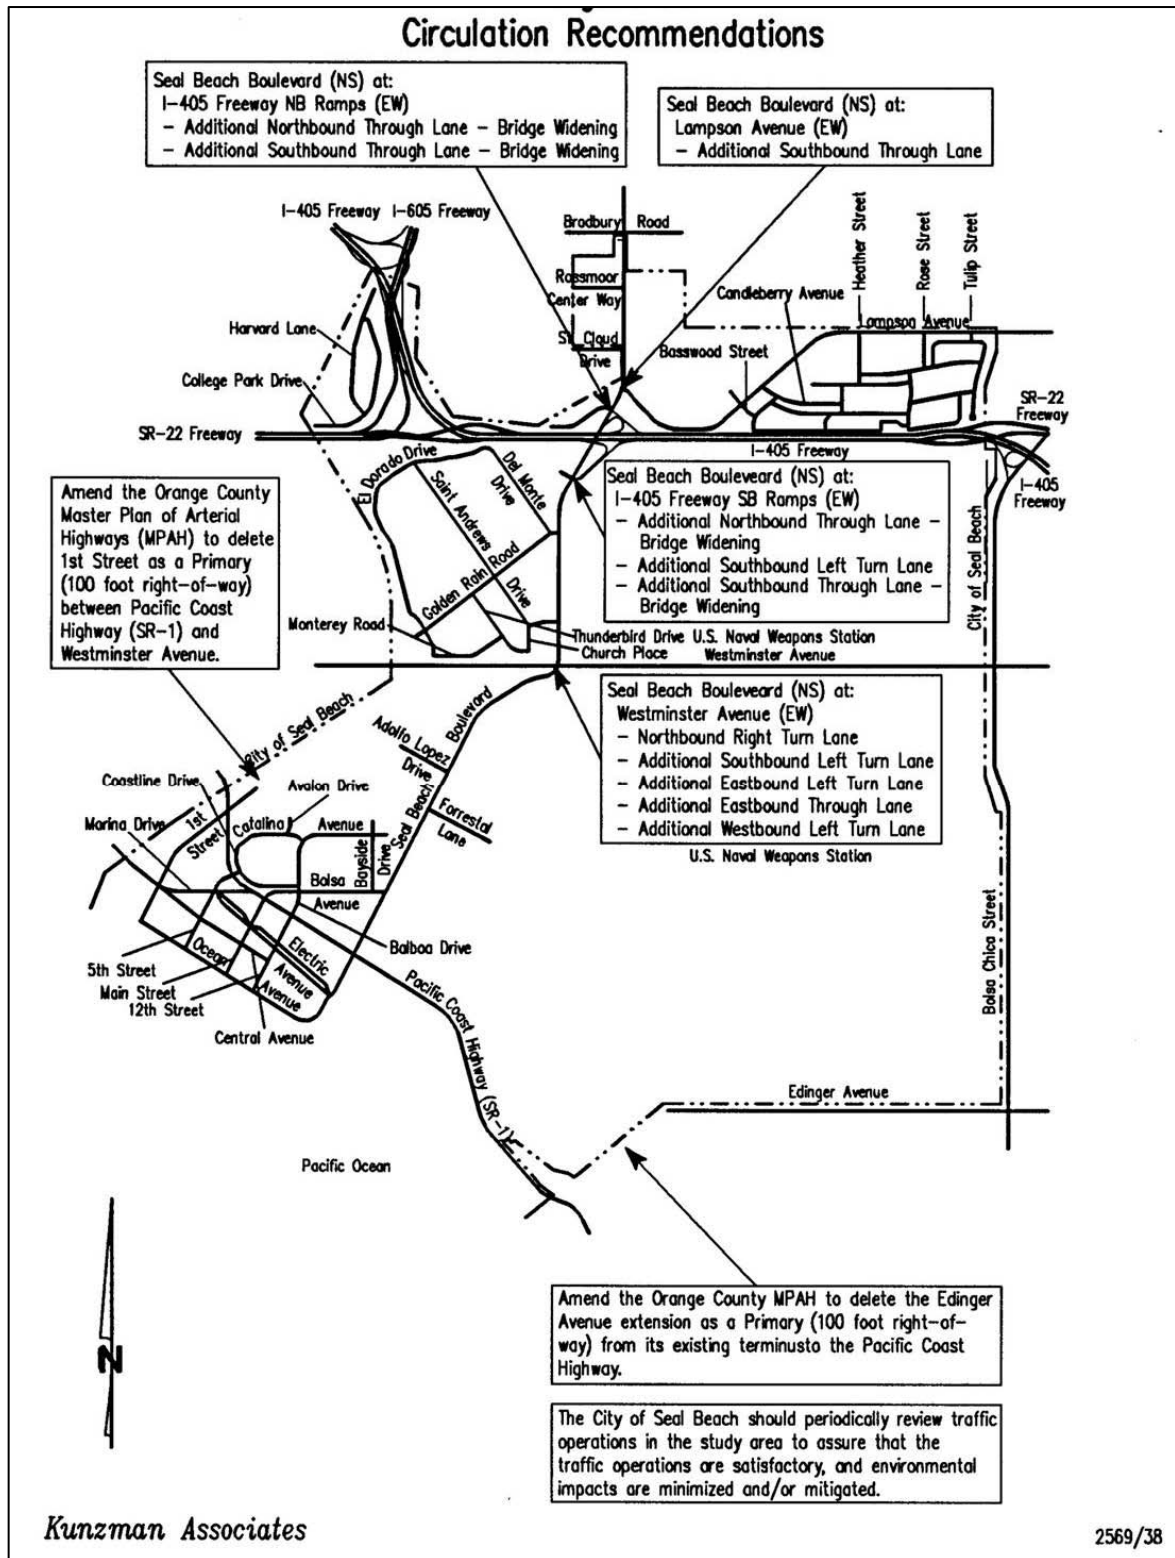 Circulation Recommendations
Seal Beach Boulevard (NS) at:
I-405 Freeway NB Ramps (EW)
- Additional Northbound Through Lane - Bridge Widening
- Additional Southbound Through Lane - Bridge Widening
Seal Beach Boulevard (NS) at:
Lampson Avenue (EW)
- Additional Southbound Through Lane
I-405 Freeway
I-605 Freeway
Bradbury Road
Rossmoor
Center Way
St Cloud
Drive
Heather Street
Rose Street
Tulip Street
Candleberry Avenue
Lampson Avenue
Basswood Street
Harvard Lane
College Park Drive
SR-22 Freeway
SR-22
Freeway
I-405 Freeway
I-405
Freeway
El Dorado Drive
Saint Andrews
Drive
Del Monte
Drive
Golden Rain Road
Monterey Road
Thunderbird Drive
Church Place
U.S. Naval Weapons Station
Westminster Avenue
Seal Beach Bouleveard (NS) at:
I-405 Freeway SB Ramps (EW)
- Additional Northbound Through Lane -
Bridge Widening
- Additional Southbound Left Turn Lane
- Additional Southbound Through Lane-
Bridge Widening
City of Seal Beach
Amend the Orange County
Master Plan of Arterial
Highways (MPAH) to delete
1st Street as a Primary
(100 foot right-of-way)
between Pacific Coast
Highway (SR-1) and
Westminster Avenue.
Seal Beach Bouleveard (NS) at:
Westminster Avenue (EW)
- Northbound Right Turn Lane
- Additional Southbound Left Turn Lane
- Additional Eastbound Left Turn Lane
- Additional Eastbound Through Lane
- Additional Westbound Left Turn Lane
U.S. Naval Weapons Station
City of Seal Beach
Seal Beach
Boulevard
Adolfo Lopez
Drive
Forrestal
Lane
Coastline Drive
Avalon Drive
Marina Drive
1st
Street
Catalina Avenue
Bayside
Drive
Bolsa
Avenue
Balboa Drive
Electric
Avenue
Ocean
Avenue
5th Street
Main Street
12th Street
Central Avenue
Pacific Coast Highway (SR-1)
Bolsa Chica Street
Edinger Avenue
Pacific Ocean
N
Amend the Orange County MPAH to delete the Edinger
Avenue extension as a Primary (100 foot right-of-
way) from its existing terminusto the Pacific Coast
Highway.
The City of Seal Beach should periodically review traffic
operations in the study area to assure that the
traffic operations are satisfactory, and environmental
impacts are minimized and/or mitigated.
Kunzman Associates
2569/38